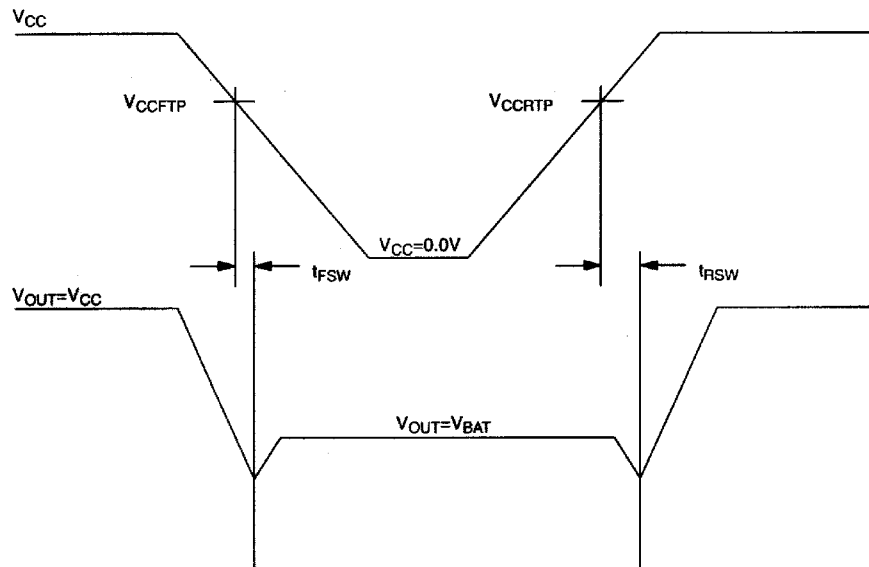 VCC
VCCFTP
VCCRTP
VCC=0.0V
tFSW
tRSW
VOUT=VCC
VOUT=VBAT